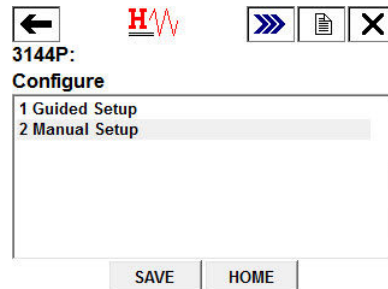 H
3144P:
Configure
1 Guided Setup
2 Manual Setup
SAVE HOME